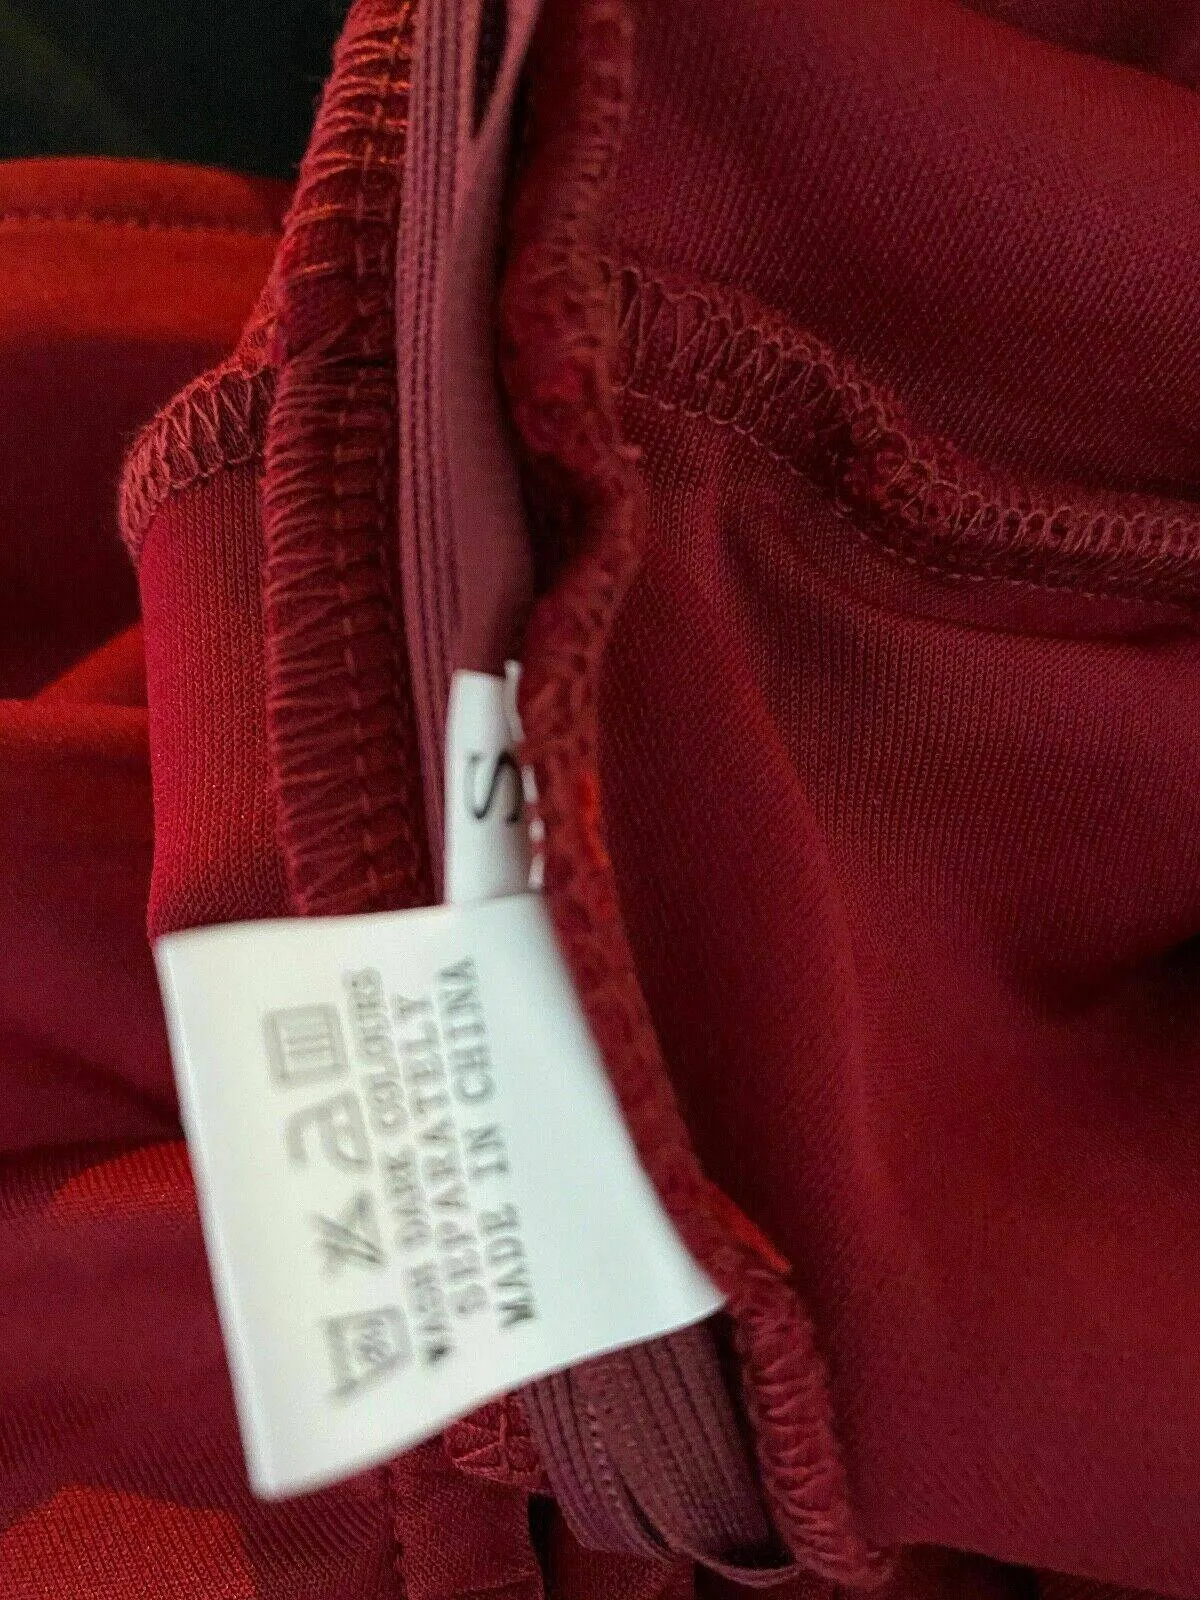 S
WASH DARK COLOURS
SEPARATELY
MADE IN CHINA